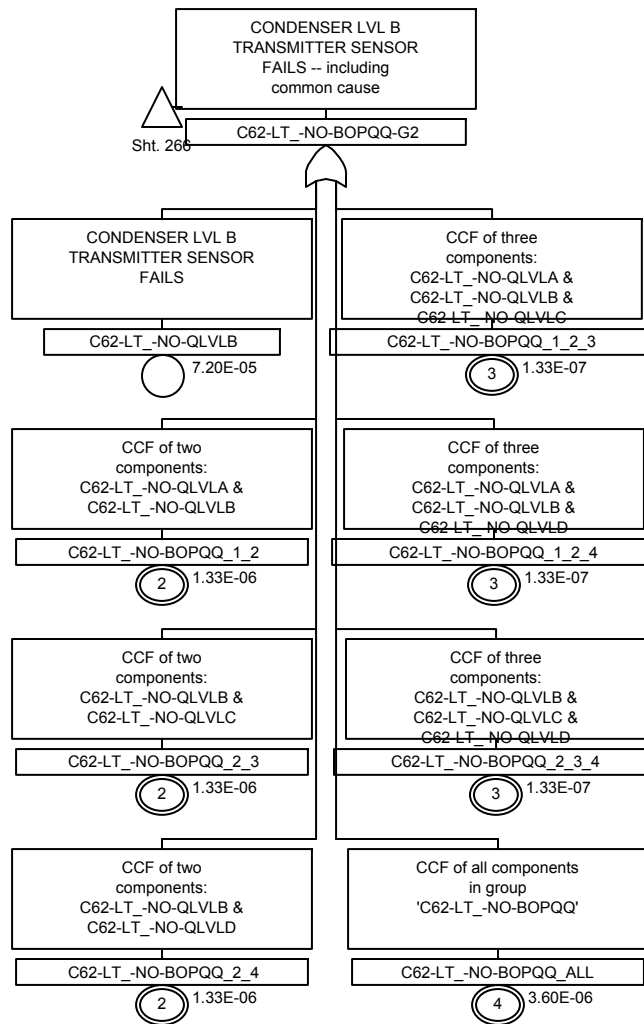 CONDENSER LVL B
TRANSMITTER SENSOR
FAILS -- including
common cause
C62-LT_-NO-BOPQQ-G2
Sht. 266
CONDENSER LVL B
TRANSMITTER SENSOR
FAILS
C62-LT_-NO-QLVLB
7.20E-05
CCF of three
components:
C62-LT_-NO-QLVLA &
C62-LT_-NO-QLVLB &
C62-LT_-NO-QLVLC
C62-LT_-NO-BOPQQ_1_2_3
3
1.33E-07
CCF of two
components:
C62-LT_-NO-QLVLA &
C62-LT_-NO-QLVLB
C62-LT_-NO-BOPQQ_1_2
2
1.33E-06
CCF of three
components:
C62-LT_-NO-QLVLA &
C62-LT_-NO-QLVLB &
C62-LT_-NO-QLVLD
C62-LT_-NO-BOPQQ_1_2_4
3
1.33E-07
CCF of two
components:
C62-LT_-NO-QLVLB &
C62-LT_-NO-QLVLC
C62-LT_-NO-BOPQQ_2_3
2
1.33E-06
CCF of three
components:
C62-LT_-NO-QLVLB &
C62-LT_-NO-QLVLC &
C62-LT_-NO-QLVLD
C62-LT_-NO-BOPQQ_2_3_4
3
1.33E-07
CCF of two
components:
C62-LT_-NO-QLVLB &
C62-LT_-NO-QLVLD
C62-LT_-NO-BOPQQ_2_4
2
1.33E-06
CCF of all components
in group
'C62-LT_-NO-BOPQQ'
C62-LT_-NO-BOPQQ_ALL
4
3.60E-06